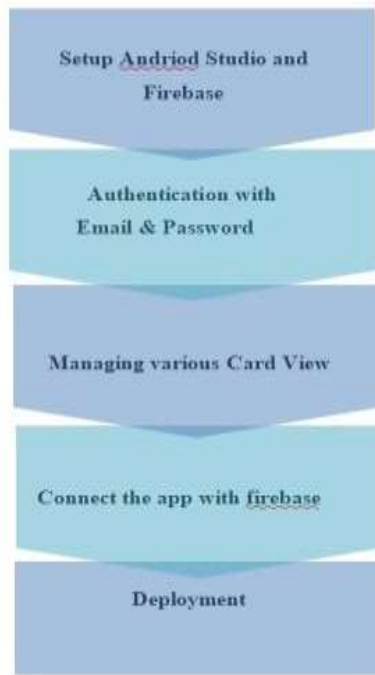 Setup Andriod Studio and
Firebase
Authentication with
Email & Password
Managing various Card View
Connect the app with firebase
Deployment